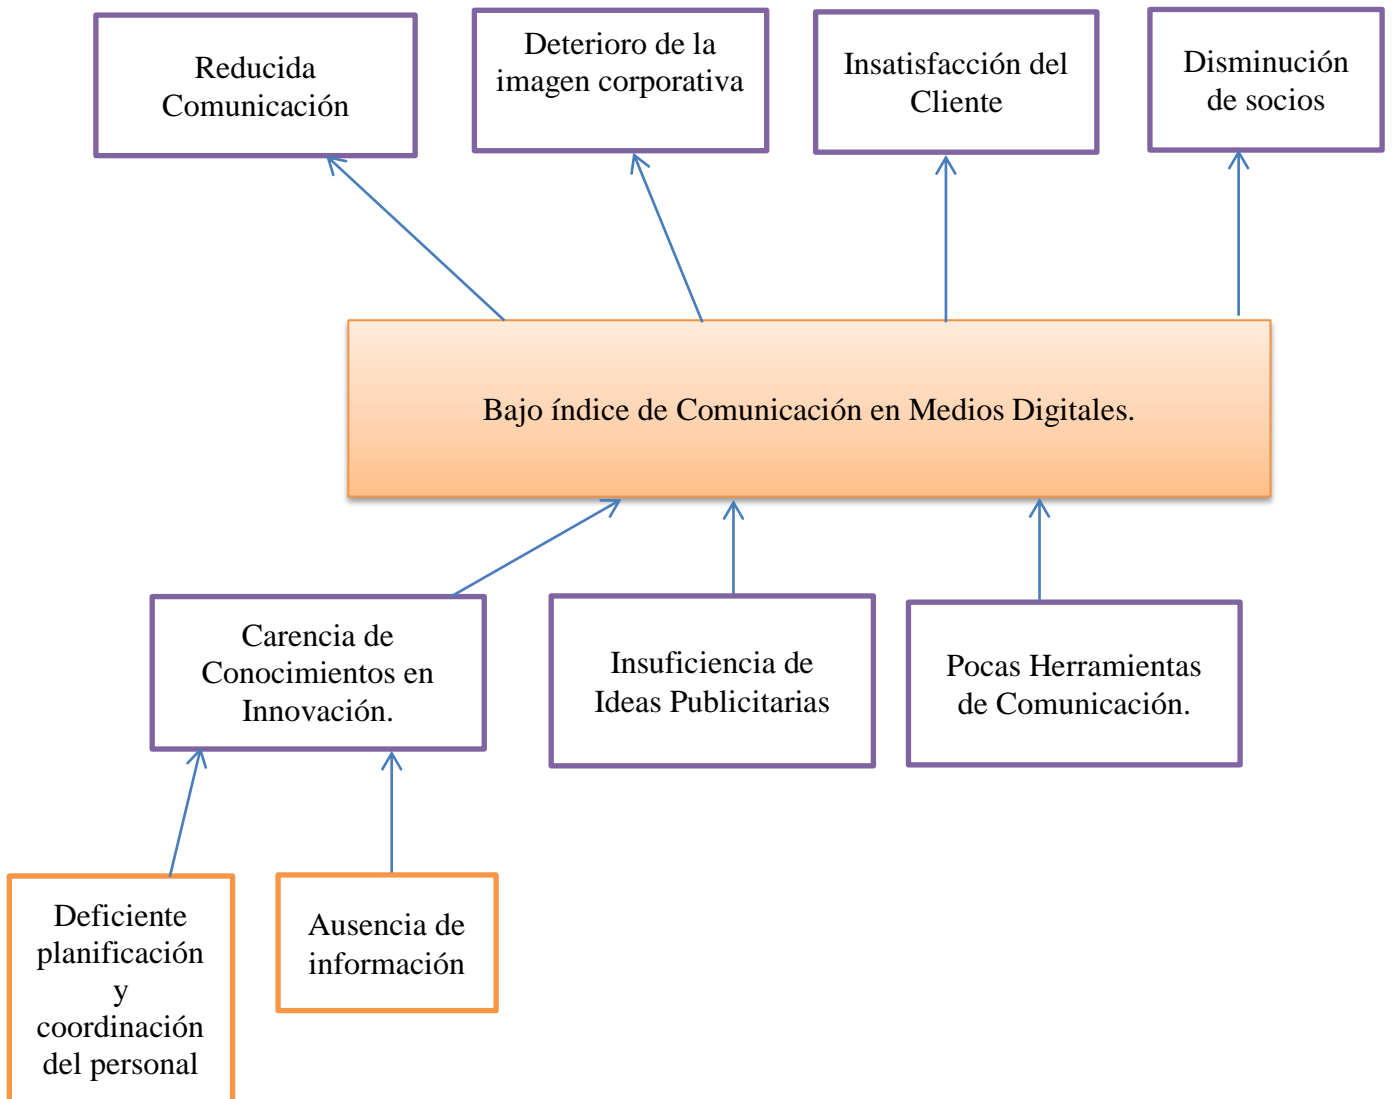 Reducida
Comunicación
Deterioro de la
imagen corporativa
Insatisfacción del
Cliente
Disminución
de socios
Bajo índice de Comunicación en Medios Digitales.
Carencia de
Conocimientos en
Innovación.
Insuficiencia de
Ideas Publicitarias
Pocas Herramientas
de Comunicación.
Deficiente
planificación
y
coordinación
del personal
Ausencia de
información